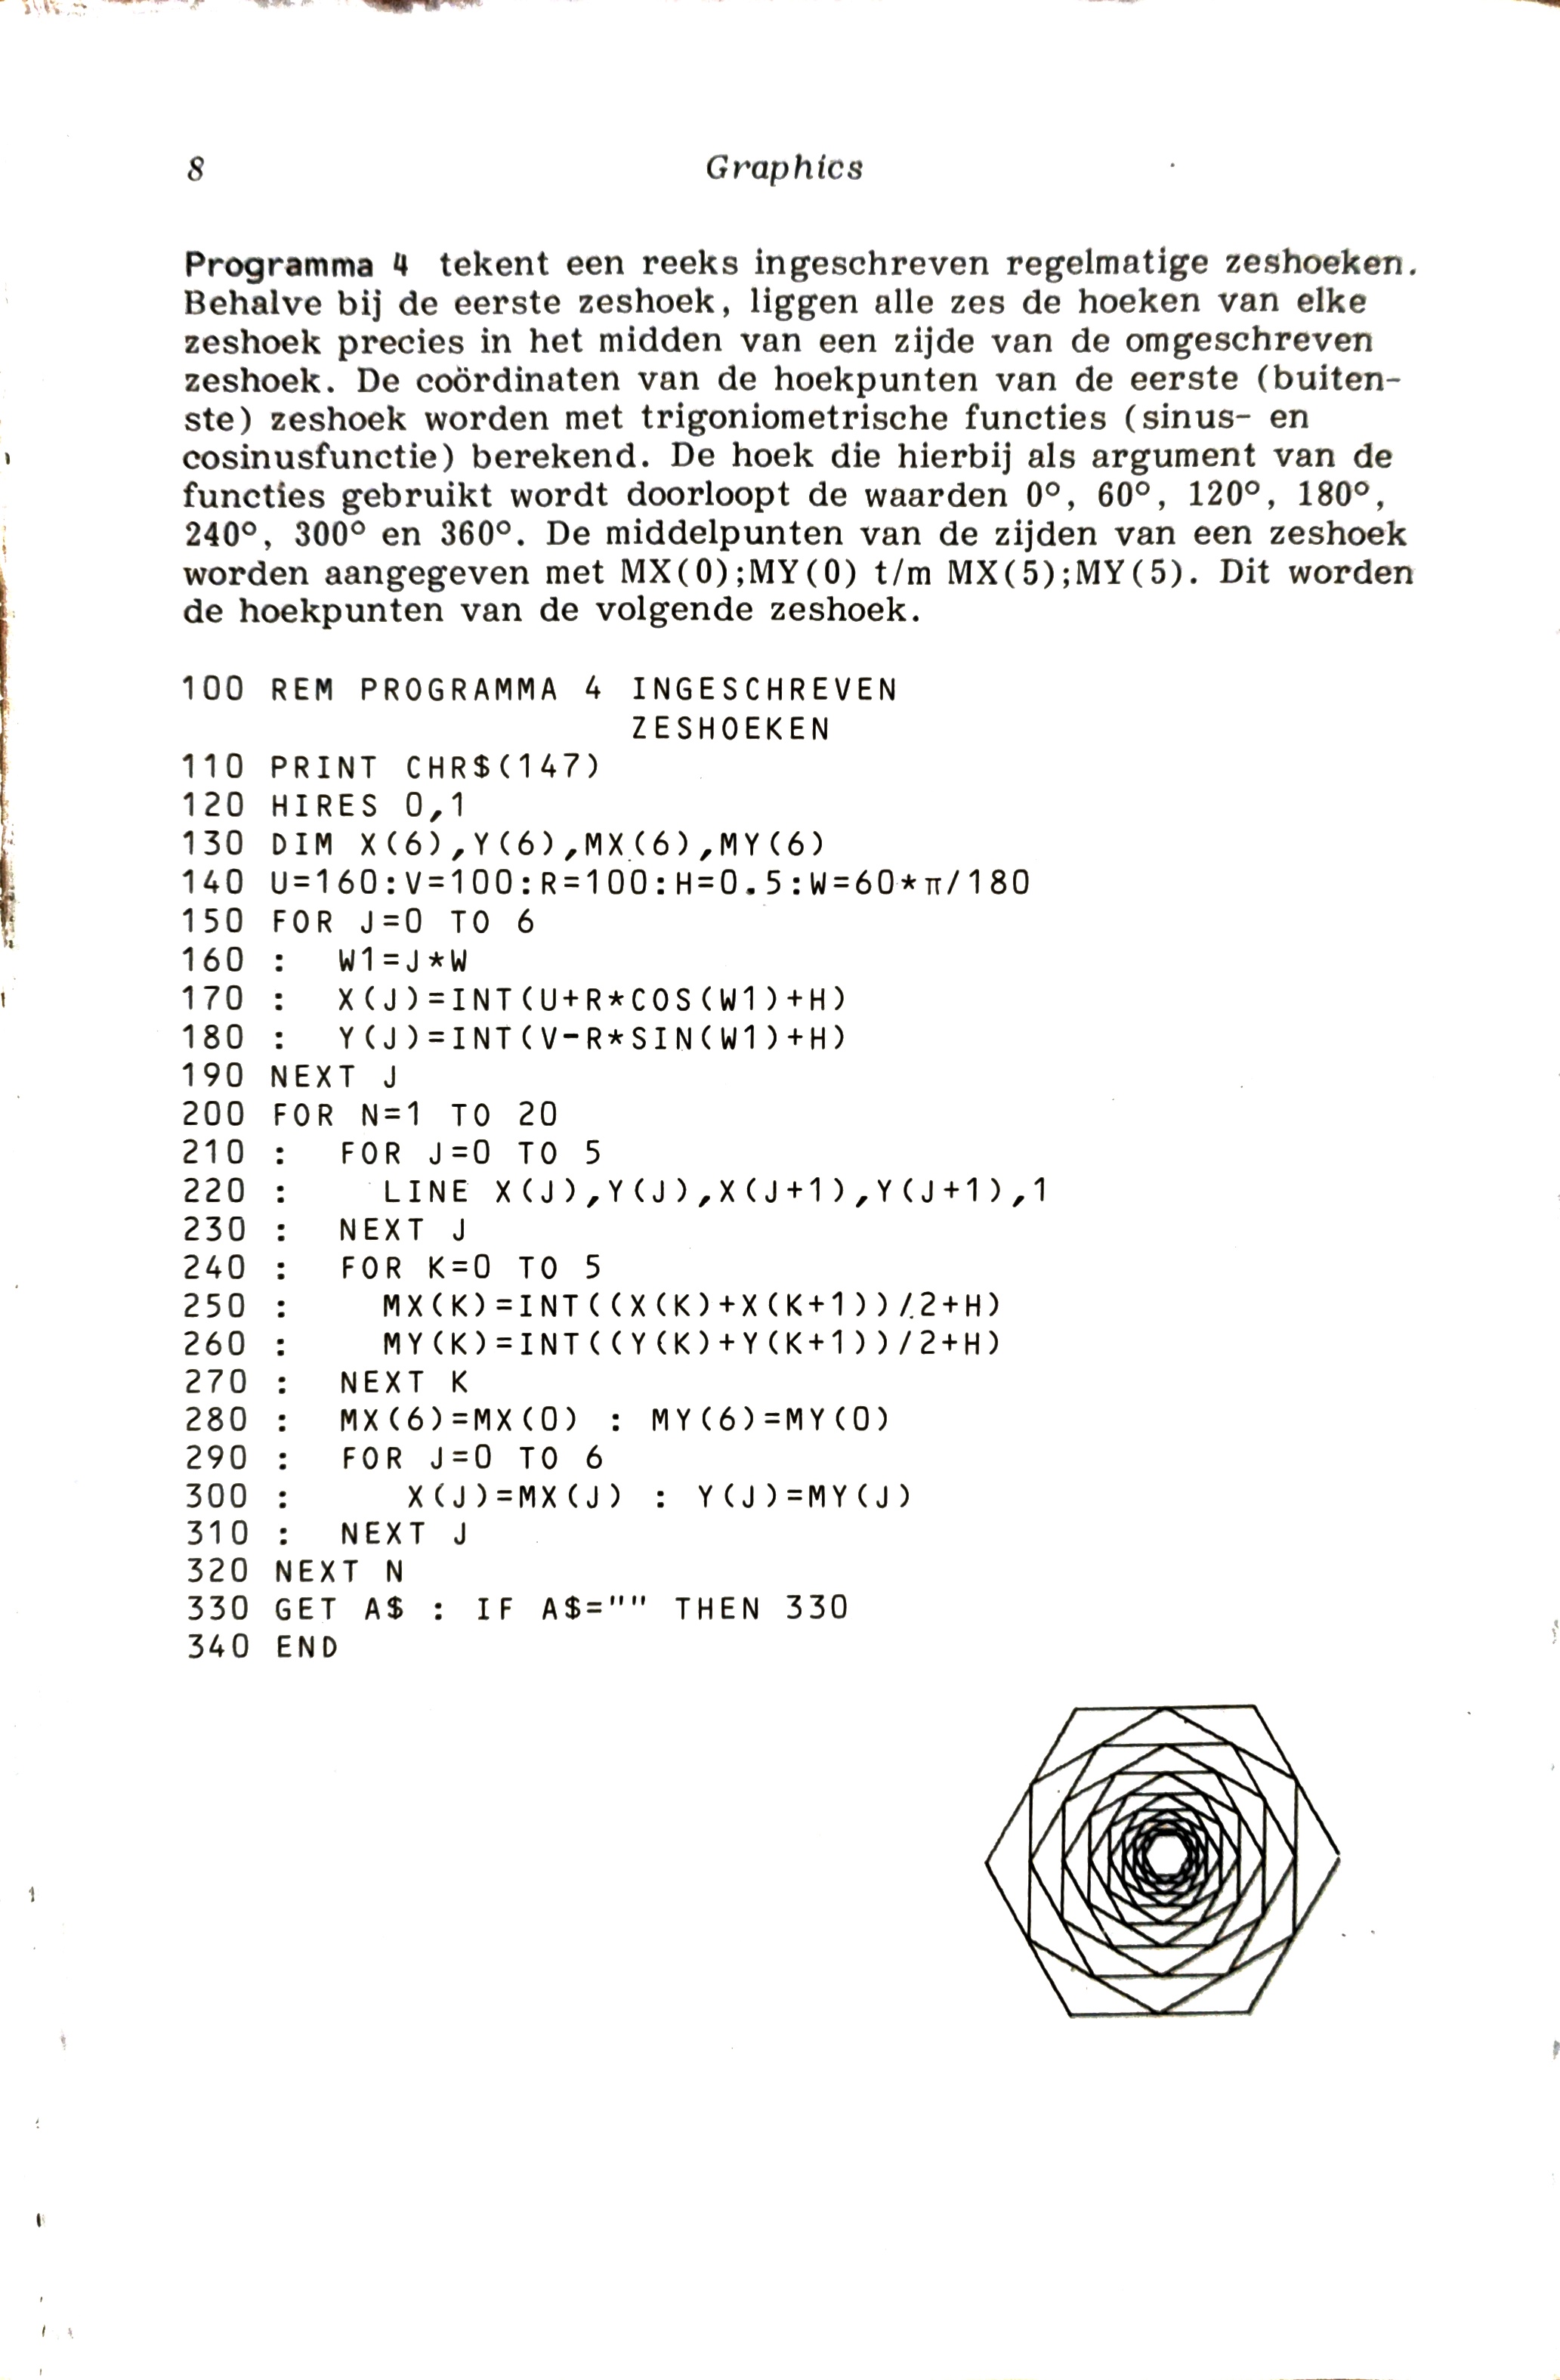 8 Graphics
Programma 4 tekent een reeks ingeschreven regelmatige zeshoeken.
Behalve bij de eerste zeshoek, liggen alle zes de hoeken van elke
zeshoek precies in het midden van een zijde van de omgeschreven
zeshoek. De coördinaten van de hoekpunten van de eerste (buiten-
ste) zeshoek worden met trigoniometrische functies (sinus- en
cosinusfunctie) berekend. De hoek die hierbij als argument van de
functies gebruikt wordt doorloopt de waarden 0°, 60°, 120°, 180°,
240°, 300° en 360°. De middelpunten van de zijden van een zeshoek
worden aangegeven met MX(0);MY(0) t/m MX(5);MY(5). Dit worden
de hoekpunten van de volgende zeshoek.
100 REM PROGRAMMA 4 INGESCHREVEN
ZESHOEKEN
110 PRINT CHR$(147)
120 HIRES 0,1
130 DIM X(6),Y(6),MX(6),MY(6)
140 U=160:V=100:R=100:H=0.5:W=60*π/180
150 FOR J=0 TO 6
160 :  W1=J*W
170 :  X(J)=INT(U+R*COS(W1)+H)
180 :  Y(J)=INT(V-R*SIN(W1)+H)
190 NEXT J
200 FOR N=1 TO 20
210 :  FOR J=0 TO 5
220 :    LINE X(J),Y(J),X(J+1),Y(J+1),1
230 :  NEXT J
240 :  FOR K=0 TO 5
250 :    MX(K)=INT((X(K)+X(K+1))/2+H)
260 :    MY(K)=INT((Y(K)+Y(K+1))/2+H)
270 :  NEXT K
280 :  MX(6)=MX(0) : MY(6)=MY(0)
290 :  FOR J=0 TO 6
300 :     X(J)=MX(J) : Y(J)=MY(J)
310 :  NEXT J
320 NEXT N
330 GET A$ : IF A$="" THEN 330
340 END